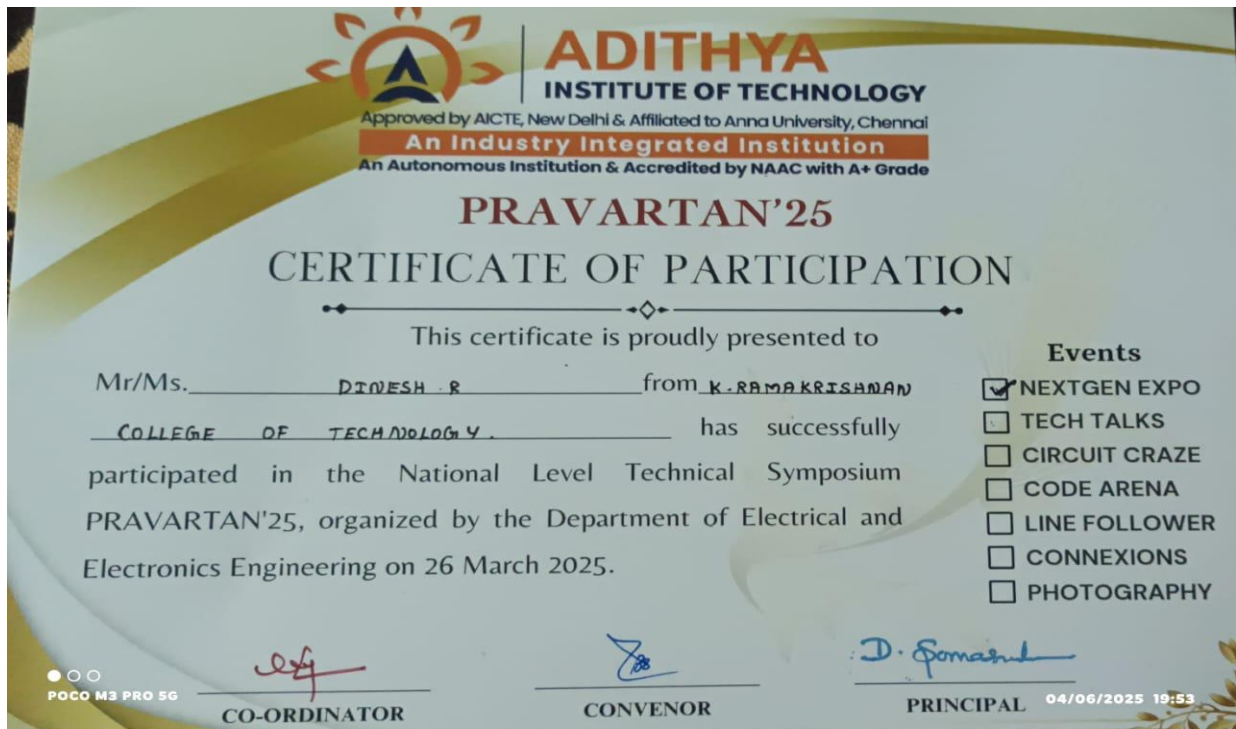 ADITHYA
INSTITUTE OF TECHNOLOGY
Approved by AICTE, New Delhi & Affiliated to Anna University, Chennai
An Industry Integrated Institution
An Autonomous Institution & Accredited by NAAC with A+ Grade
PRAVARTAN'25
CERTIFICATE OF PARTICIPATION
This certificate is proudly presented to
Mr/Ms. DINESH R from K. RAMAKRISHNAN
COLLEGE OF TECHNOLOGY. has successfully
participated in the National Level Technical Symposium
PRAVARTAN'25, organized by the Department of Electrical and
Electronics Engineering on 26 March 2025.
Events
NEXTGEN EXPO
TECH TALKS
CIRCUIT CRAZE
CODE ARENA
LINE FOLLOWER
CONNEXIONS
PHOTOGRAPHY
CO-ORDINATOR
CONVENOR
D.
PRINCIPAL
POCO M3 PRO 5G
04/06/2025 19:53